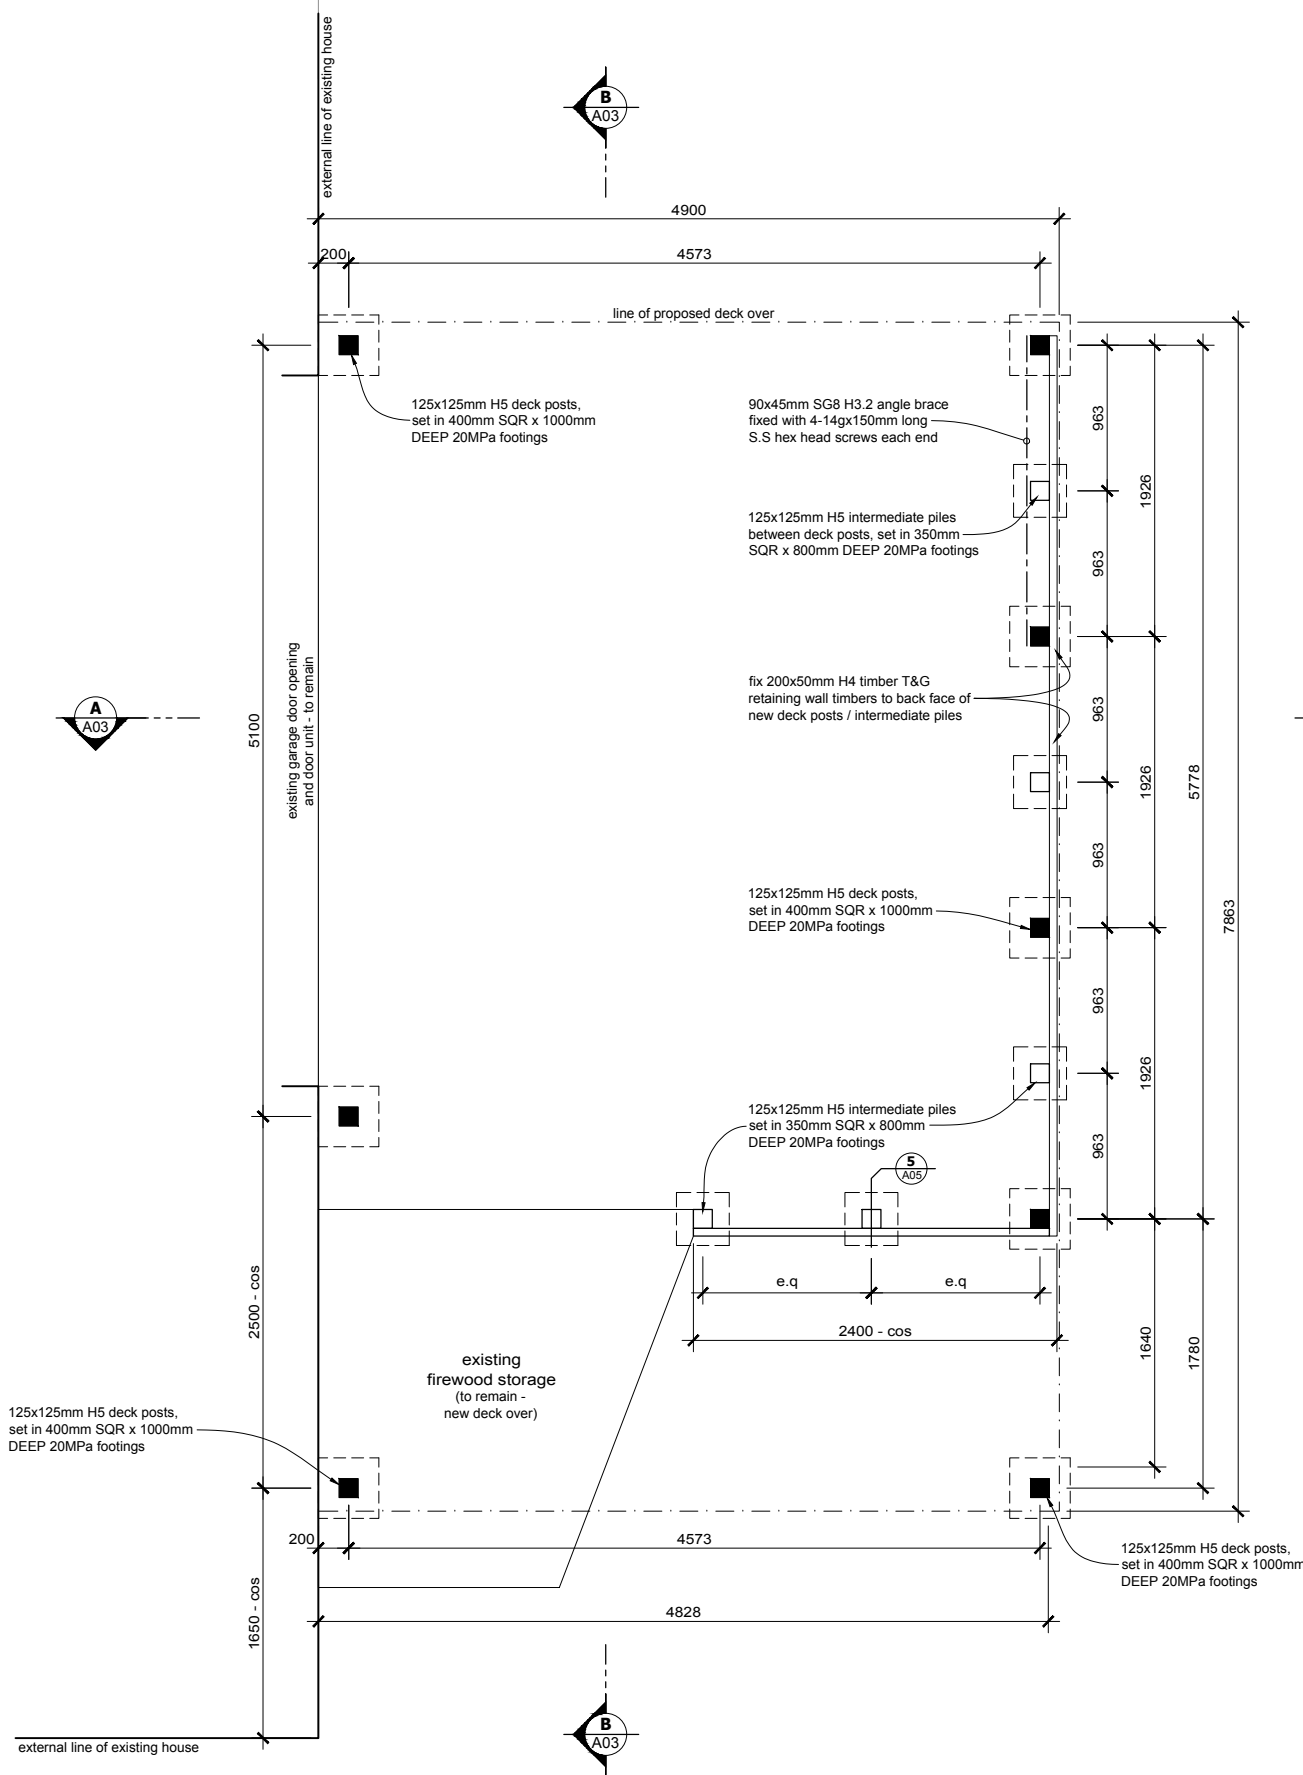 external line of existing house
B
A03
4900
200
4573
line of proposed deck over
125x125mm H5 deck posts,
set in 400mm SQR x 1000mm
DEEP 20MPa footings
90x45mm SG8 H3.2 angle brace
fixed with 4-14gx150mm long
S.S hex head screws each end
963
1926
125x125mm H5 intermediate piles
between deck posts, set in 350mm
SQR x 800mm DEEP 20MPa footings
963
existing garage door opening
and door unit - to remain
fix 200x50mm H4 timber T&G
retaining wall timbers to back face of
new deck posts / intermediate piles
A
A03
5100
963
1926
5778
963
125x125mm H5 deck posts,
set in 400mm SQR x 1000mm
DEEP 20MPa footings
7863
963
1926
125x125mm H5 intermediate piles
set in 350mm SQR x 800mm
DEEP 20MPa footings
963
5
A05
e.q
e.q
2500 - cos
2400 - cos
1640
1780
existing
firewood storage
(to remain -
new deck over)
125x125mm H5 deck posts,
set in 400mm SQR x 1000mm
DEEP 20MPa footings
200
4573
125x125mm H5 deck posts,
set in 400mm SQR x 1000mm
DEEP 20MPa footings
1650 - cos
4828
B
A03
external line of existing house